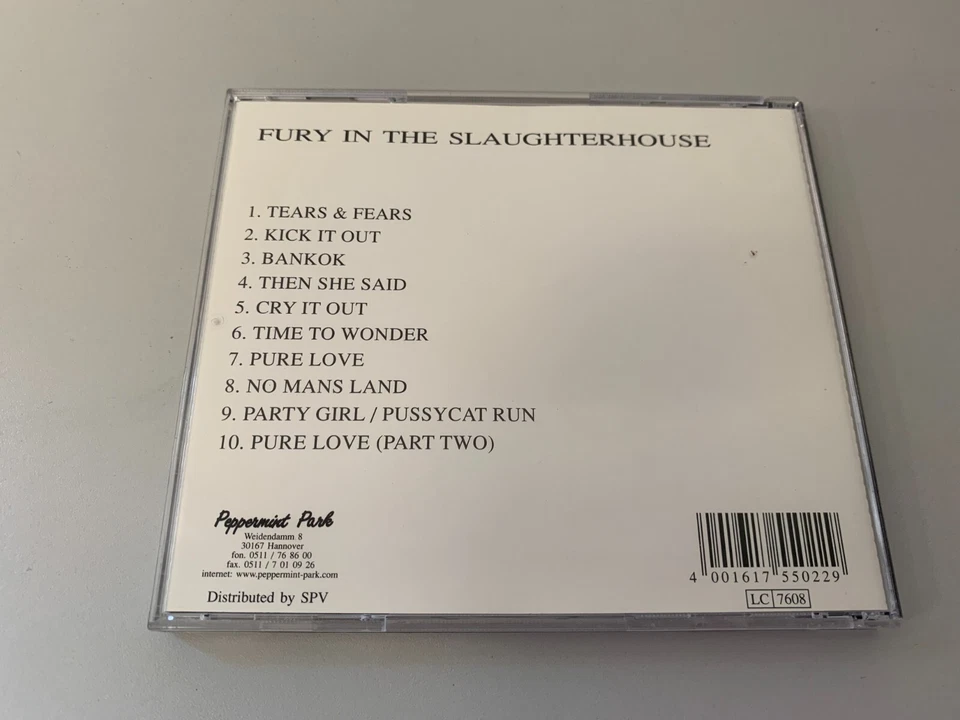 FURY IN THE SLAUGHTERHOUSE
1. TEARS & FEARS
2. KICK IT OUT
3. BANKOK
4. THEN SHE SAID
5. CRY IT OUT
6. TIME TO WONDER
7. PURE LOVE
8. NO MANS LAND
9. PARTY GIRL / PUSSYCAT RUN
10. PURE LOVE (PART TWO)
Peppermint Park
Weidendamm 8
30167 Hannover
fon. 0511 / 76 86 00
fax. 0511 / 7 01 09 26
internet: www.peppermint-park.com
Distributed by SPV
4 001617 550229
LC 7608